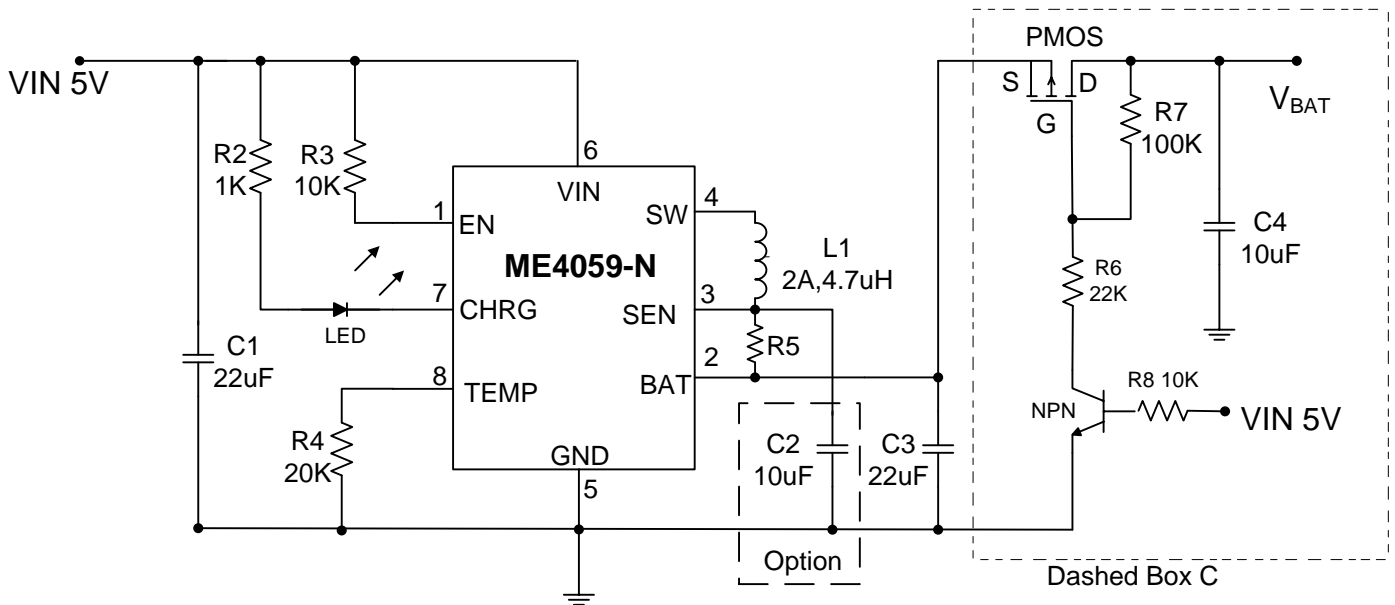 PMOS
VIN 5V
S
D
G
R7
100K
V_BAT
R2
1K
R3
10K
6
VIN
1
EN
4
SW
ME4059-N
L1
2A,4.7uH
C4
10uF
R6
22K
7
CHRG
3
SEN
LED
R5
C1
22uF
2
BAT
8
TEMP
R8 10K
NPN
VIN 5V
R4
20K
GND
5
C2
10uF
C3
22uF
Option
Dashed Box C